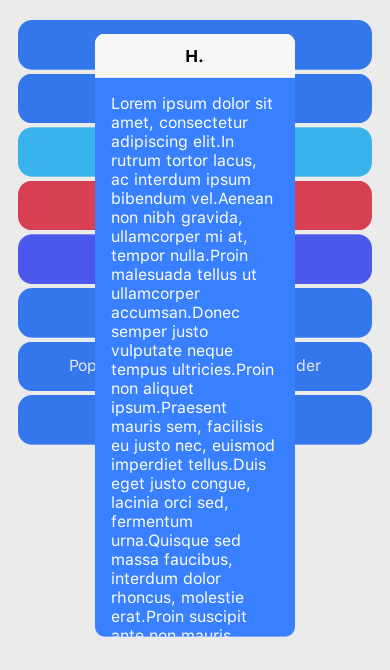 H..
Lorem ipsum dolor sit
amet, consectetur
adipiscing elit.In
rutrum tortor lacus,
ac interdum ipsum
bibendum vel.Aenean
non nibh gravida,
ullamcorper mi at,
tempor nulla.Proin
malesuada tellus ut
ullamcorper
accumsan.Donec
semper justo
vulputate neque
tempus ultricies.Proin
non aliquet
ipsum.Praesent
mauris sem, facilisis
eu justo nec, euismod
imperdiet tellus.Duis
eget justo congue,
lacinia orci sed,
fermentum
urna.Quisque sed
massa faucibus,
interdum dolor
rhoncus, molestie
erat.Proin suscipit
ante non mauris
Pop
der